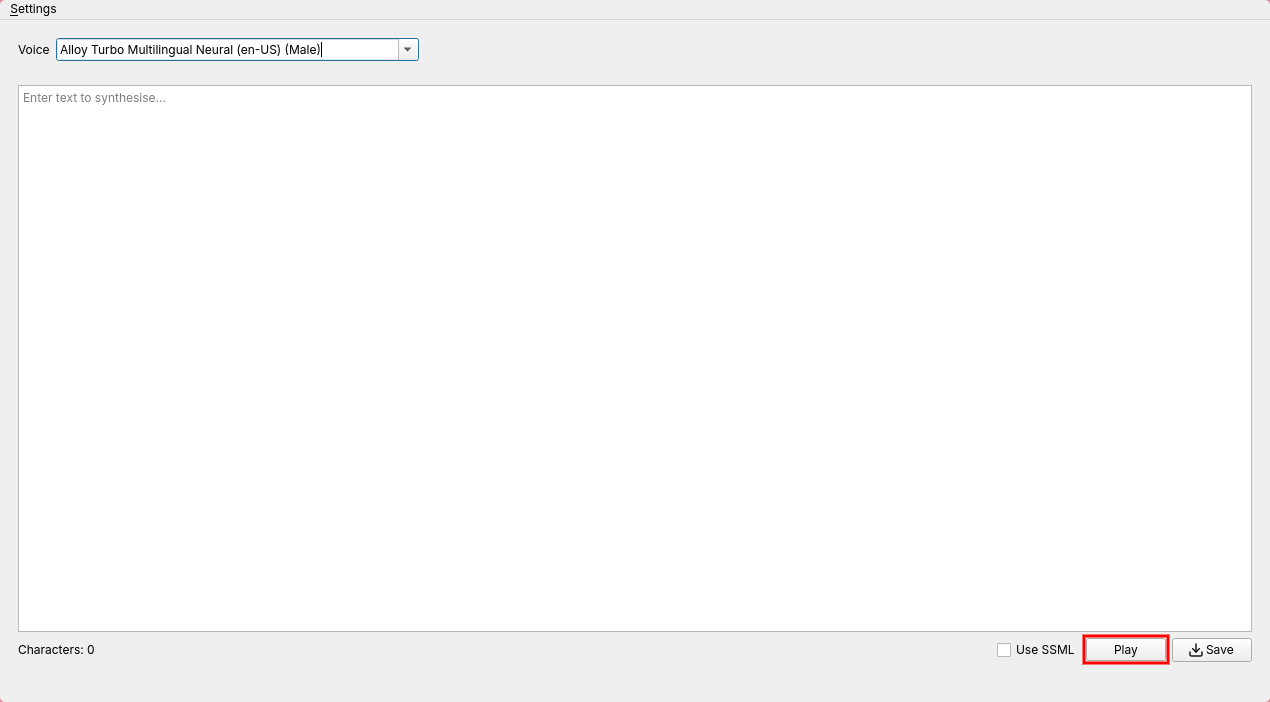 Settings
Voice Alloy Turbo Multilingual Neural (en-US) (Male)
Enter text to synthesise...
Characters: 0 Use SSML Play Save